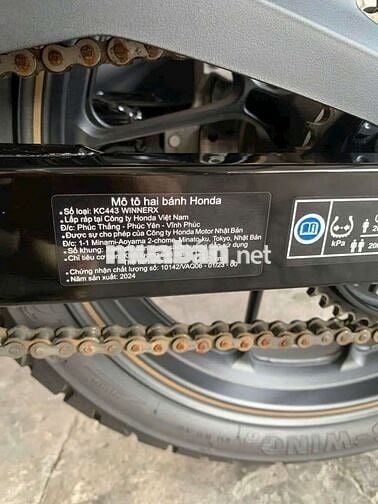 Mô tô hai bánh Honda
Số loại: KC443 WINNERX
Lắp ráp tại Công ty Honda Việt Nam
Đ/c: Phúc Thắng - Phúc Yên - Vĩnh Phúc
Được sự cho phép của Công ty Honda Motor Nhật Bản
Đ/c: 1-1 Minami-Aoyama 2-chome, Minato-ku, Tokyo, Nhật Bản
Số khung:
sử dụng
Chỉ tiêu
muaban.net
Chứng nhận chất lượng số: 10142/VAQ06 - 01/23 - 00
Năm sản xuất: 2024
kPa
WING